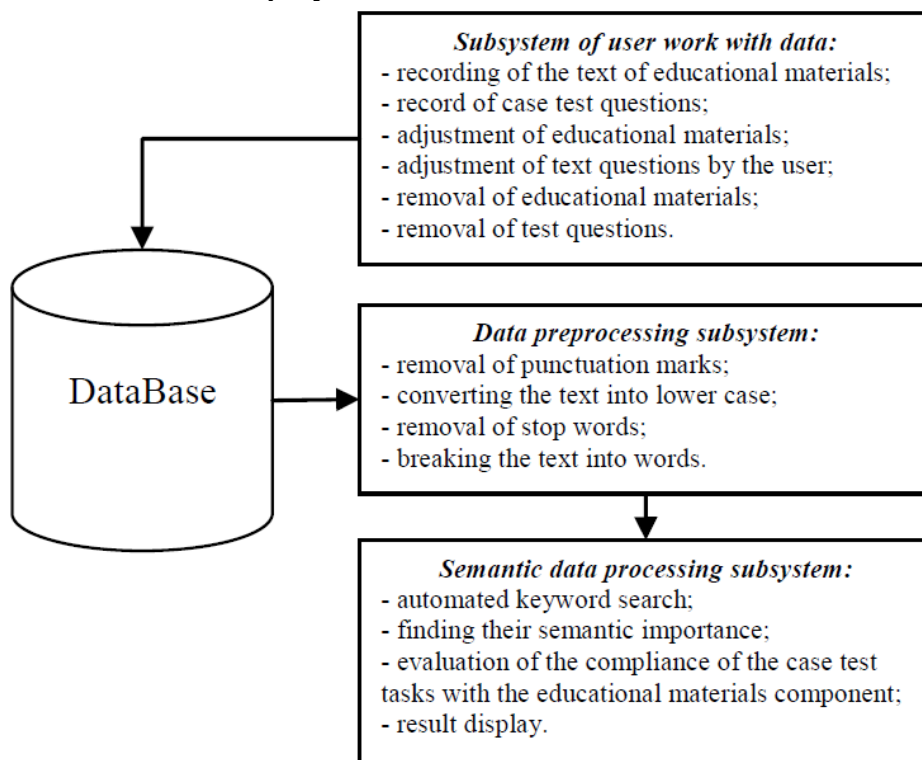 Subsystem of user work with data:
- recording of the text of educational materials;
- record of case test questions;
- adjustment of educational materials;
- adjustment of text questions by the user;
- removal of educational materials;
- removal of test questions.
DataBase
Data preprocessing subsystem:
- removal of punctuation marks;
- converting the text into lower case;
- removal of stop words;
- breaking the text into words.
Semantic data processing subsystem:
- automated keyword search;
- finding their semantic importance;
- evaluation of the compliance of the case test
tasks with the educational materials component;
- result display.